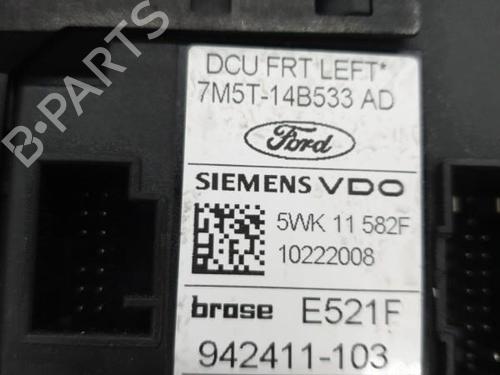 DCU FRT LEFT*
7M5T-14B533 AD
Ford
SIEMENS VDO
5WK 11 582F
10222008
brose E521F
942411-103
B-PARTS